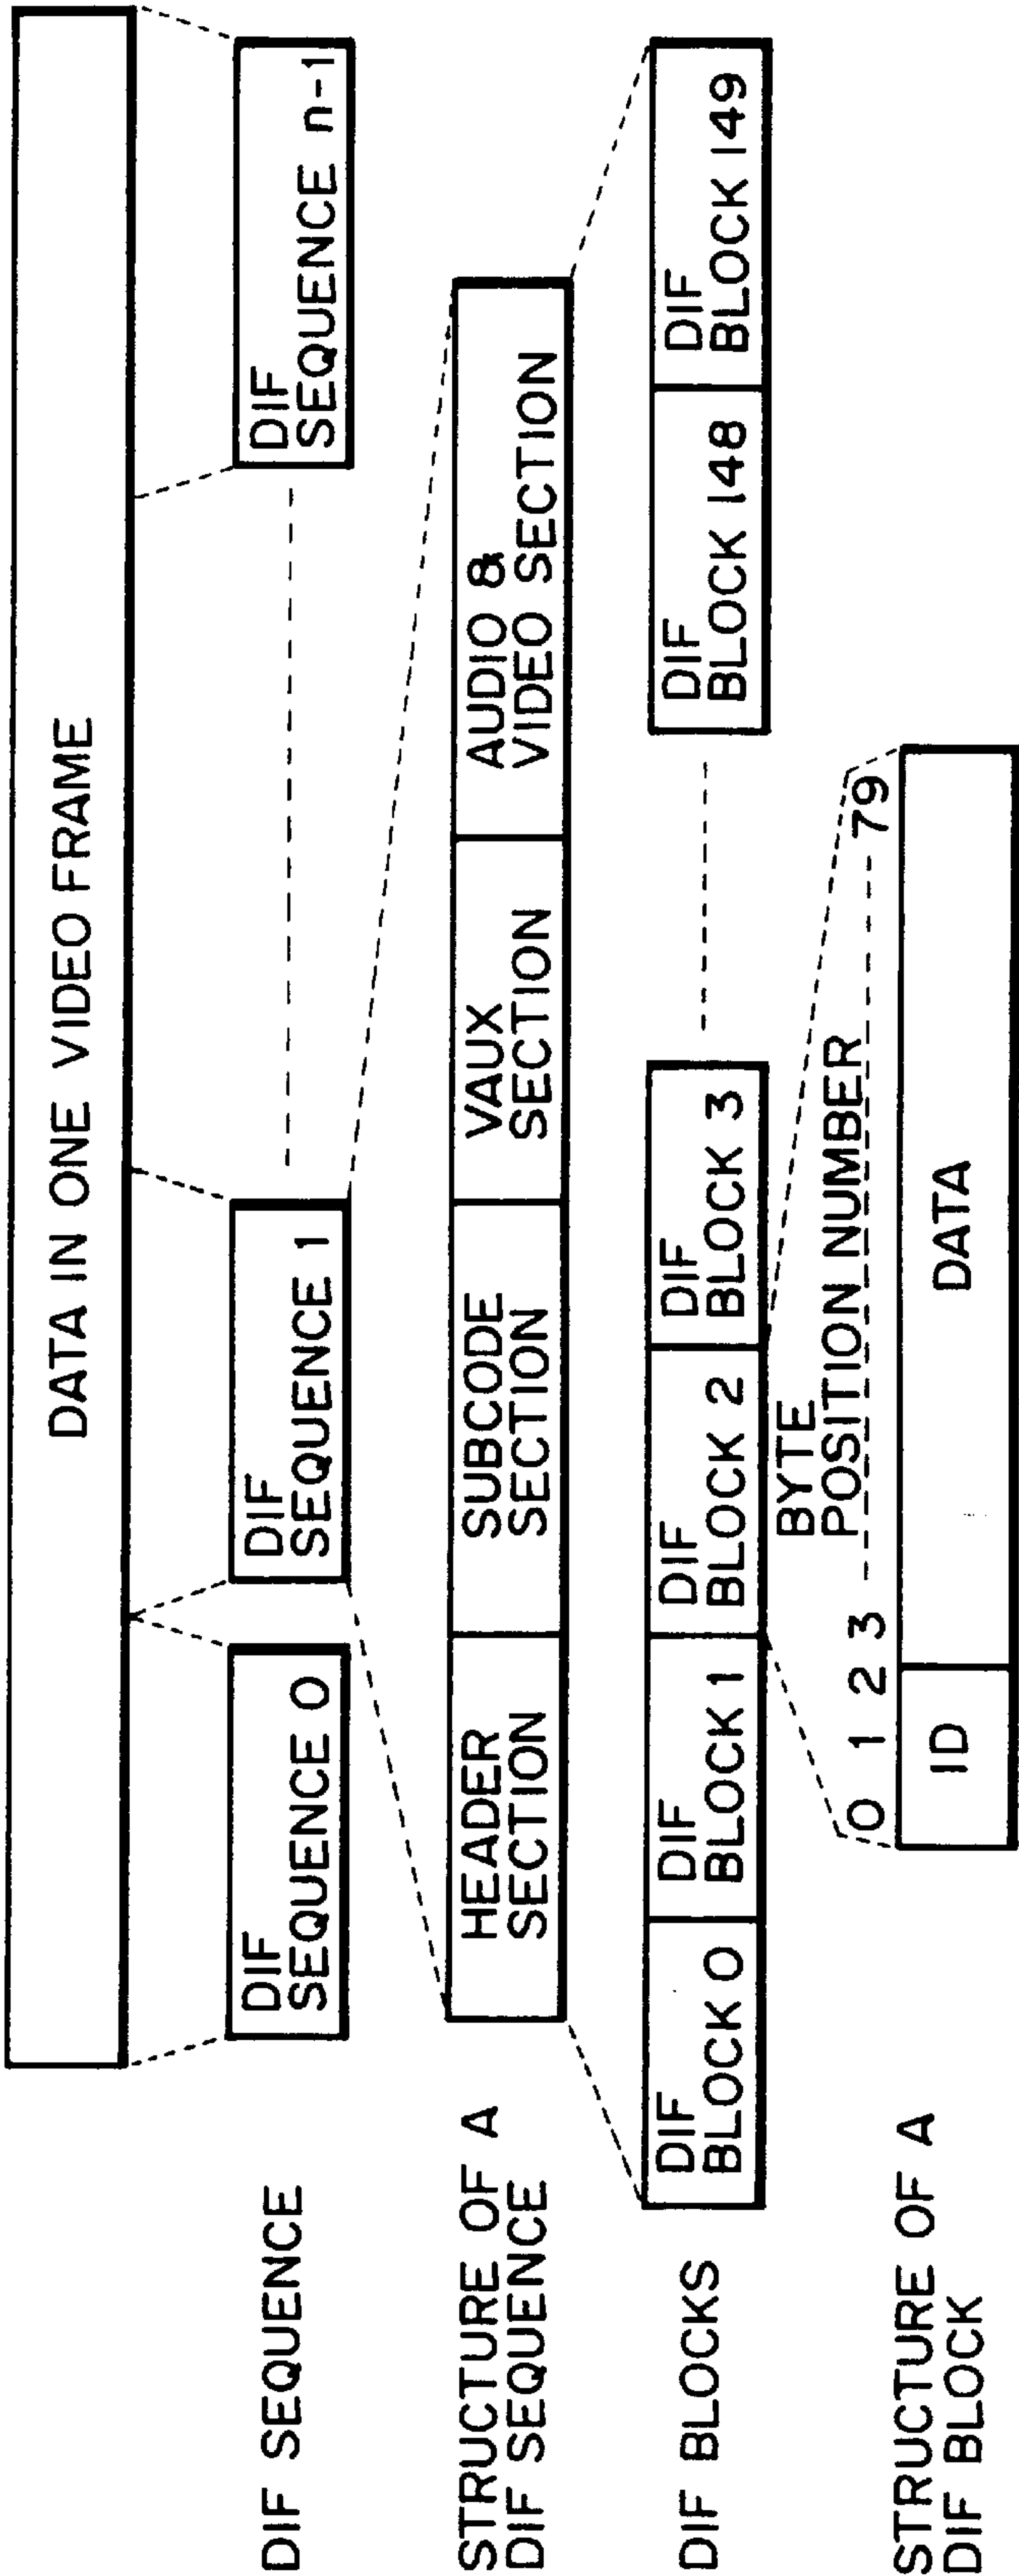 DATA IN ONE VIDEO FRAME
DIF SEQUENCE
DIF
SEQUENCE 0
DIF
SEQUENCE 1
DIF
SEQUENCE n-1
STRUCTURE OF A
DIF SEQUENCE
HEADER
SECTION
SUBCODE
SECTION
VAUX
SECTION
AUDIO &
VIDEO SECTION
DIF BLOCKS
DIF
BLOCK 0
DIF
BLOCK 1
DIF
BLOCK 2
DIF
BLOCK 3
DIF
BLOCK 148
DIF
BLOCK 149
BYTE
POSITION NUMBER
0 1 2 3 79
STRUCTURE OF A
DIF BLOCK
ID
DATA